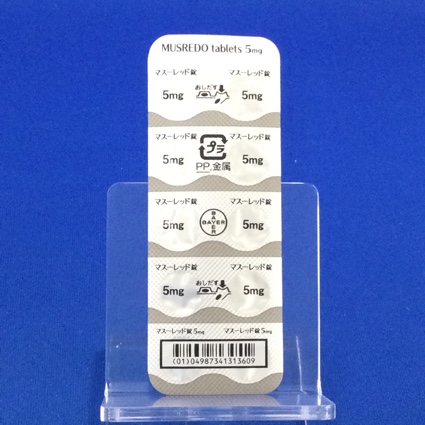 MUSREDO tablets 5mg
マスーレッド錠 マスーレッド錠
おしだす
5mg 5mg
マスーレッド錠 マスーレッド錠
5mg プラ 5mg
PP,金属
マスーレッド錠 マスーレッド錠
5mg BAYER BAYER 5mg
マスーレッド錠 マスーレッド錠
おしだす
5mg 5mg
マスーレッド錠5mg マスーレッド錠5mg
(01)04987341313609